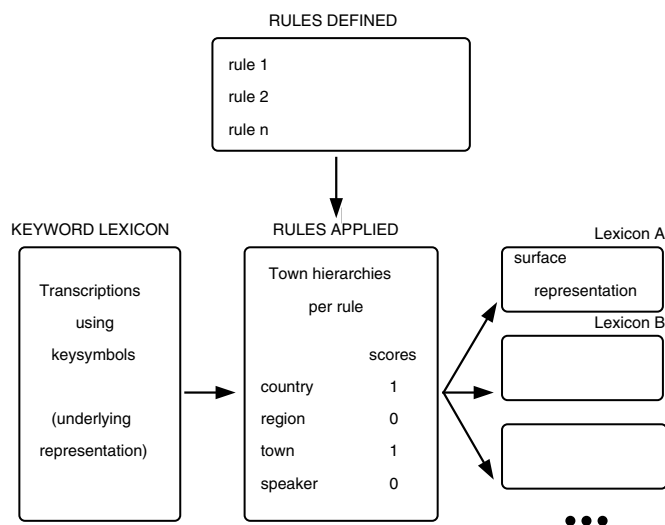 RULES DEFINED
rule 1
rule 2
rule n
KEYWORD LEXICON
Transcriptions
using
keysymbols
(underlying
representation)
RULES APPLIED
Town hierarchies
per rule
scores
country 1
region 0
town 1
speaker 0
Lexicon A
surface
representation
Lexicon B